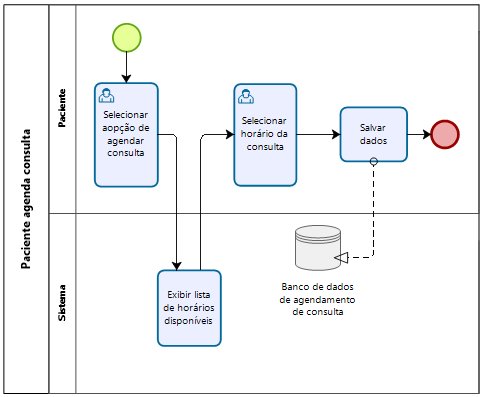 Paciente agenda consulta
Paciente
Selecionar
aopção de
agendar
consulta
Selecionar
horário da
consulta
Salvar
dados
Sistema
Exibir lista
de horários
disponíveis
Banco de dados
de agendamento
de consulta